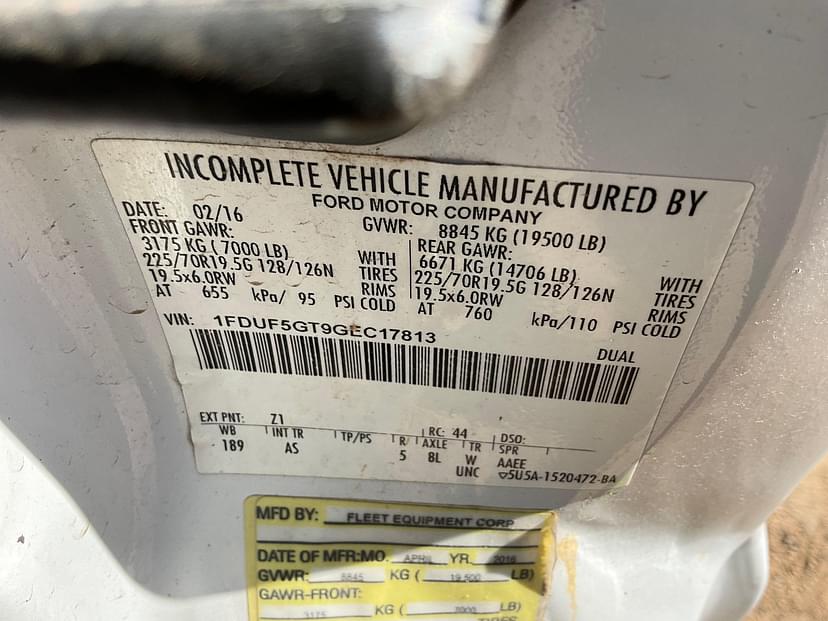 INCOMPLETE VEHICLE MANUFACTURED BY
FORD MOTOR COMPANY
DATE: 02/16 GVWR: 8845 KG (19500 LB)
FRONT GAWR: REAR GAWR:
3175 KG ( 7000 LB) WITH 6671 KG (14706 LB) WITH
225/70R19.5G 128/126N TIRES 225/70R19.5G 128/126N TIRES
19.5x6.0RW RIMS 19.5x6.0RW RIMS
AT 655 kPa/ 95 PSI COLD AT 760 kPa/110 PSI COLD
VIN: 1FDUF5GT9GEC17813 DUAL
EXT PNT: Z1 RC: 44 DSO:
WB INT TR TP/PS R AXLE TR SPR
189 AS 5 8L W AAEE
UNC ▽5U5A-1520472-BA
MFD BY: FLEET EQUIPMENT CORP
DATE OF MFR:MO. APRIL YR. 2016
GVWR: 8845 KG ( 19,500 LB)
GAWR-FRONT:
3175 KG ( 7000 LB)